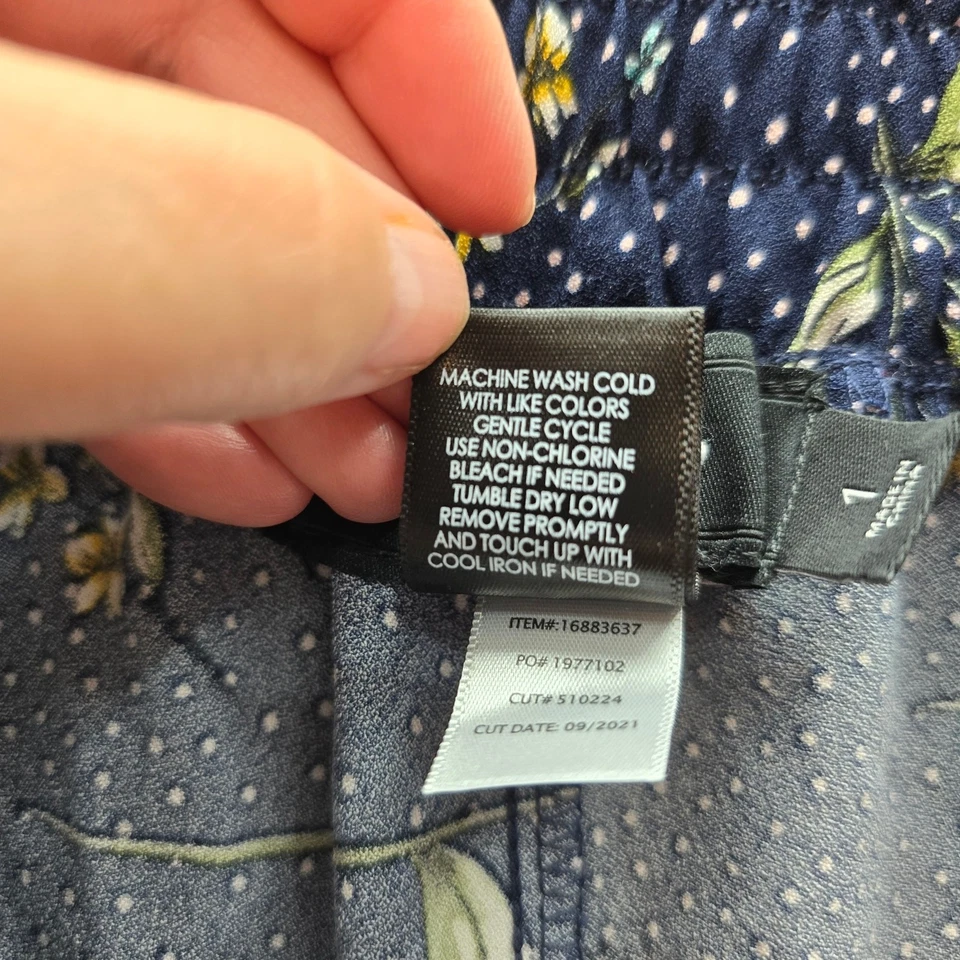 MACHINE WASH COLD
WITH LIKE COLORS
GENTLE CYCLE
USE NON-CHLORINE
BLEACH IF NEEDED
TUMBLE DRY LOW
REMOVE PROMPTLY
AND TOUCH UP WITH
COOL IRON IF NEEDED
ITEM#:16883637
PO# 1977102
CUT# 510224
CUT DATE: 09/2021
1
MADE IN